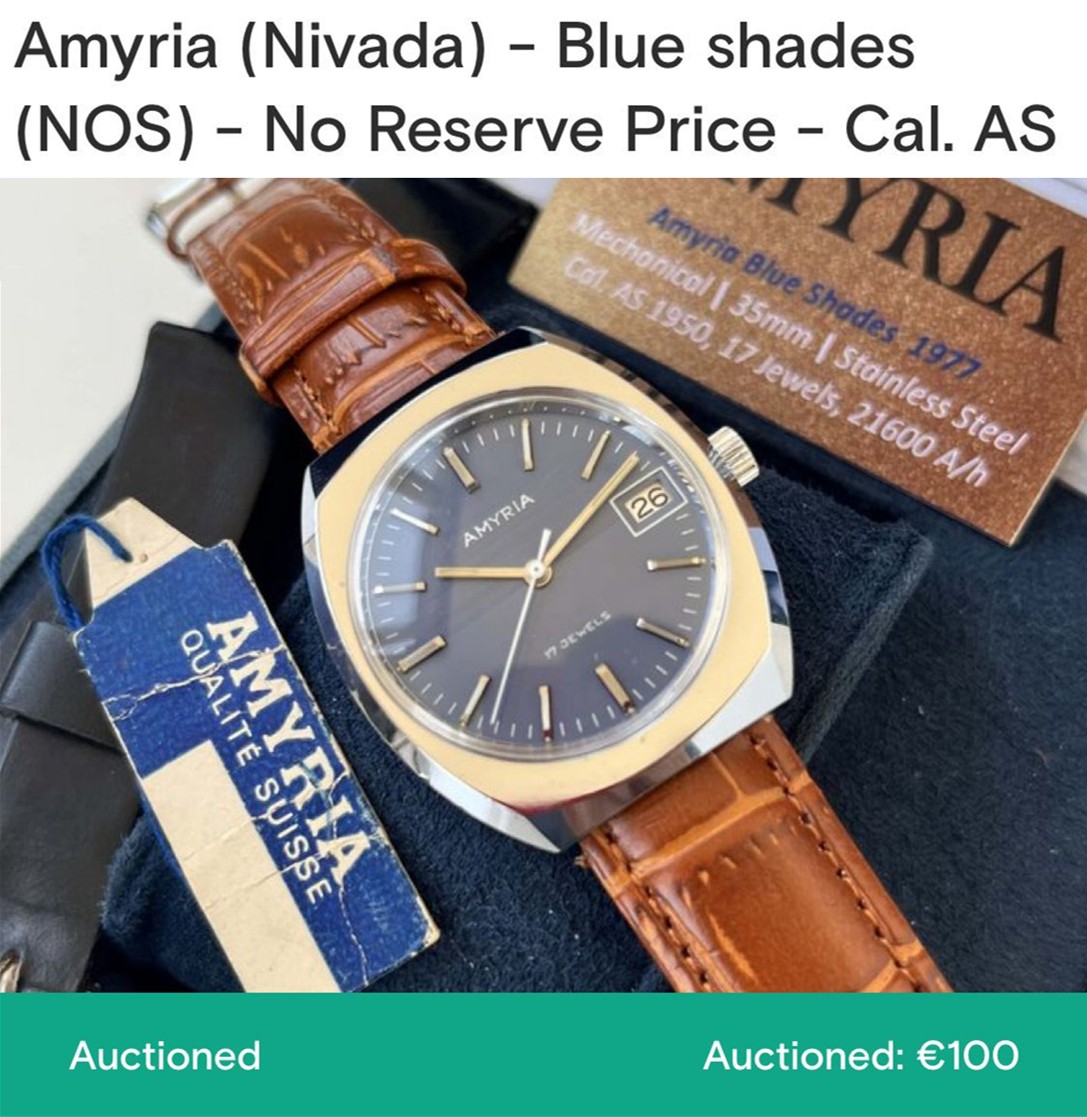 Amyria (Nivada) – Blue shades
(NOS) – No Reserve Price – Cal. AS
MYRIA
Amyria Blue Shades 1977
Mechanical | 35mm | Stainless Steel
Cal. AS 1950, 17 Jewels, 21600 A/h
AMYRIA
26
17 JEWELS
AMYRIA
QUALITÉ SUISSE
Auctioned
Auctioned: €100